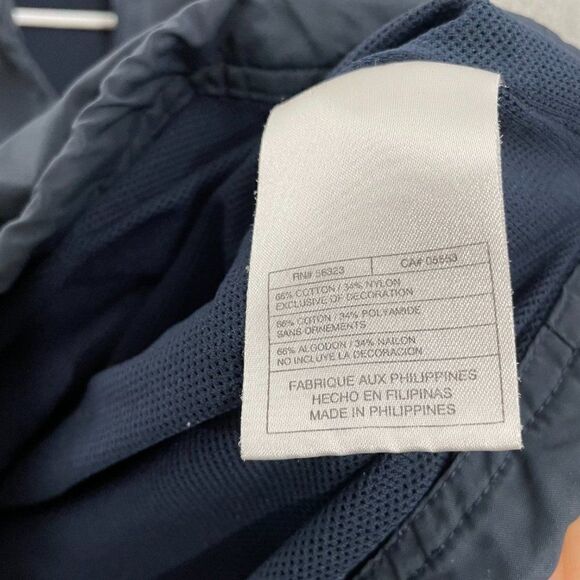 RN# 56323 CA# 05553
66% COTTON / 34% NYLON
EXCLUSIVE OF DECORATION
66% COTON / 34% POLYAMIDE
SANS ORNEMENTS
66% ALGODON / 34% NAILON
NO INCLUYE LA DECORACION
FABRIQUE AUX PHILIPPINES
HECHO EN FILIPINAS
MADE IN PHILIPPINES